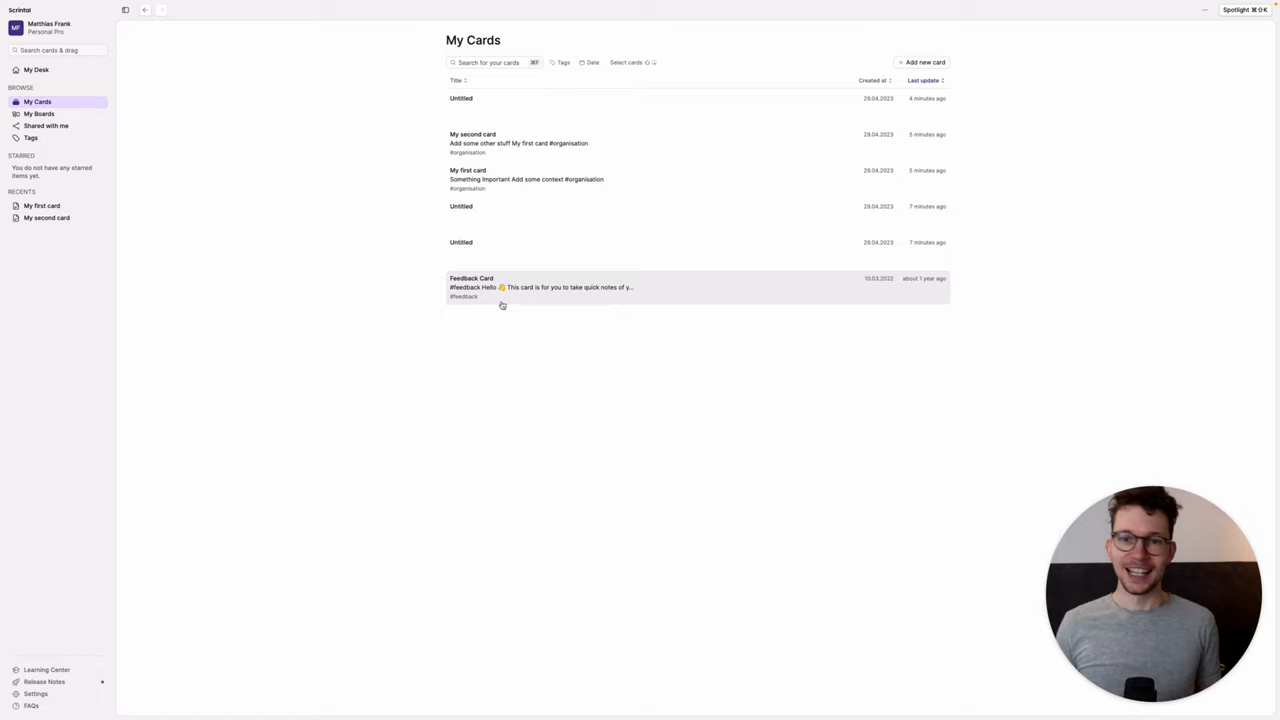 Scrintal
Spotlight ⌘⇧K
MF
Matthias Frank
Personal Pro
Search cards & drag
My Desk
BROWSE
My Cards
My Boards
Shared with me
Tags
STARRED
You do not have any starred
items yet.
RECENTS
My first card
My second card
Learning Center
Release Notes
Settings
FAQs
My Cards
Search for your cards ⌘F Tags Date Select cards
+ Add new card
Title Created at Last update
Untitled 29.04.2023 4 minutes ago
My second card 29.04.2023 5 minutes ago
Add some other stuff My first card #organisation
#organisation
My first card 29.04.2023 5 minutes ago
Something Important Add some context #organisation
#organisation
Untitled 29.04.2023 7 minutes ago
Untitled 29.04.2023 7 minutes ago
Feedback Card 10.03.2022 about 1 year ago
#feedback Hello 👋 This card is for you to take quick notes of y...
#feedback